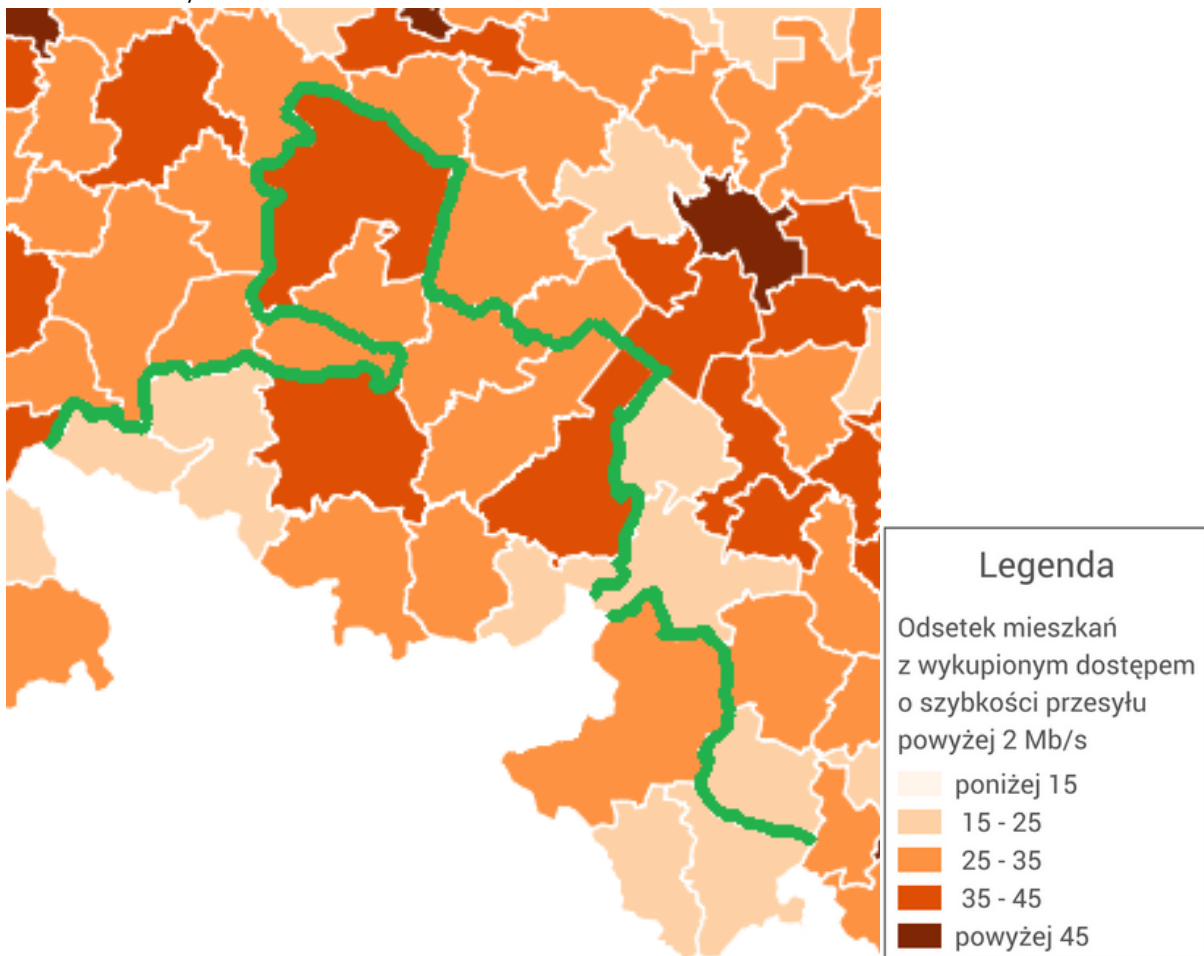 Legenda
Odsetek mieszkań
z wykupionym dostępem
o szybkości przesyłu
powyżej 2 Mb/s
poniżej 15
15 - 25
25 - 35
35 - 45
powyżej 45